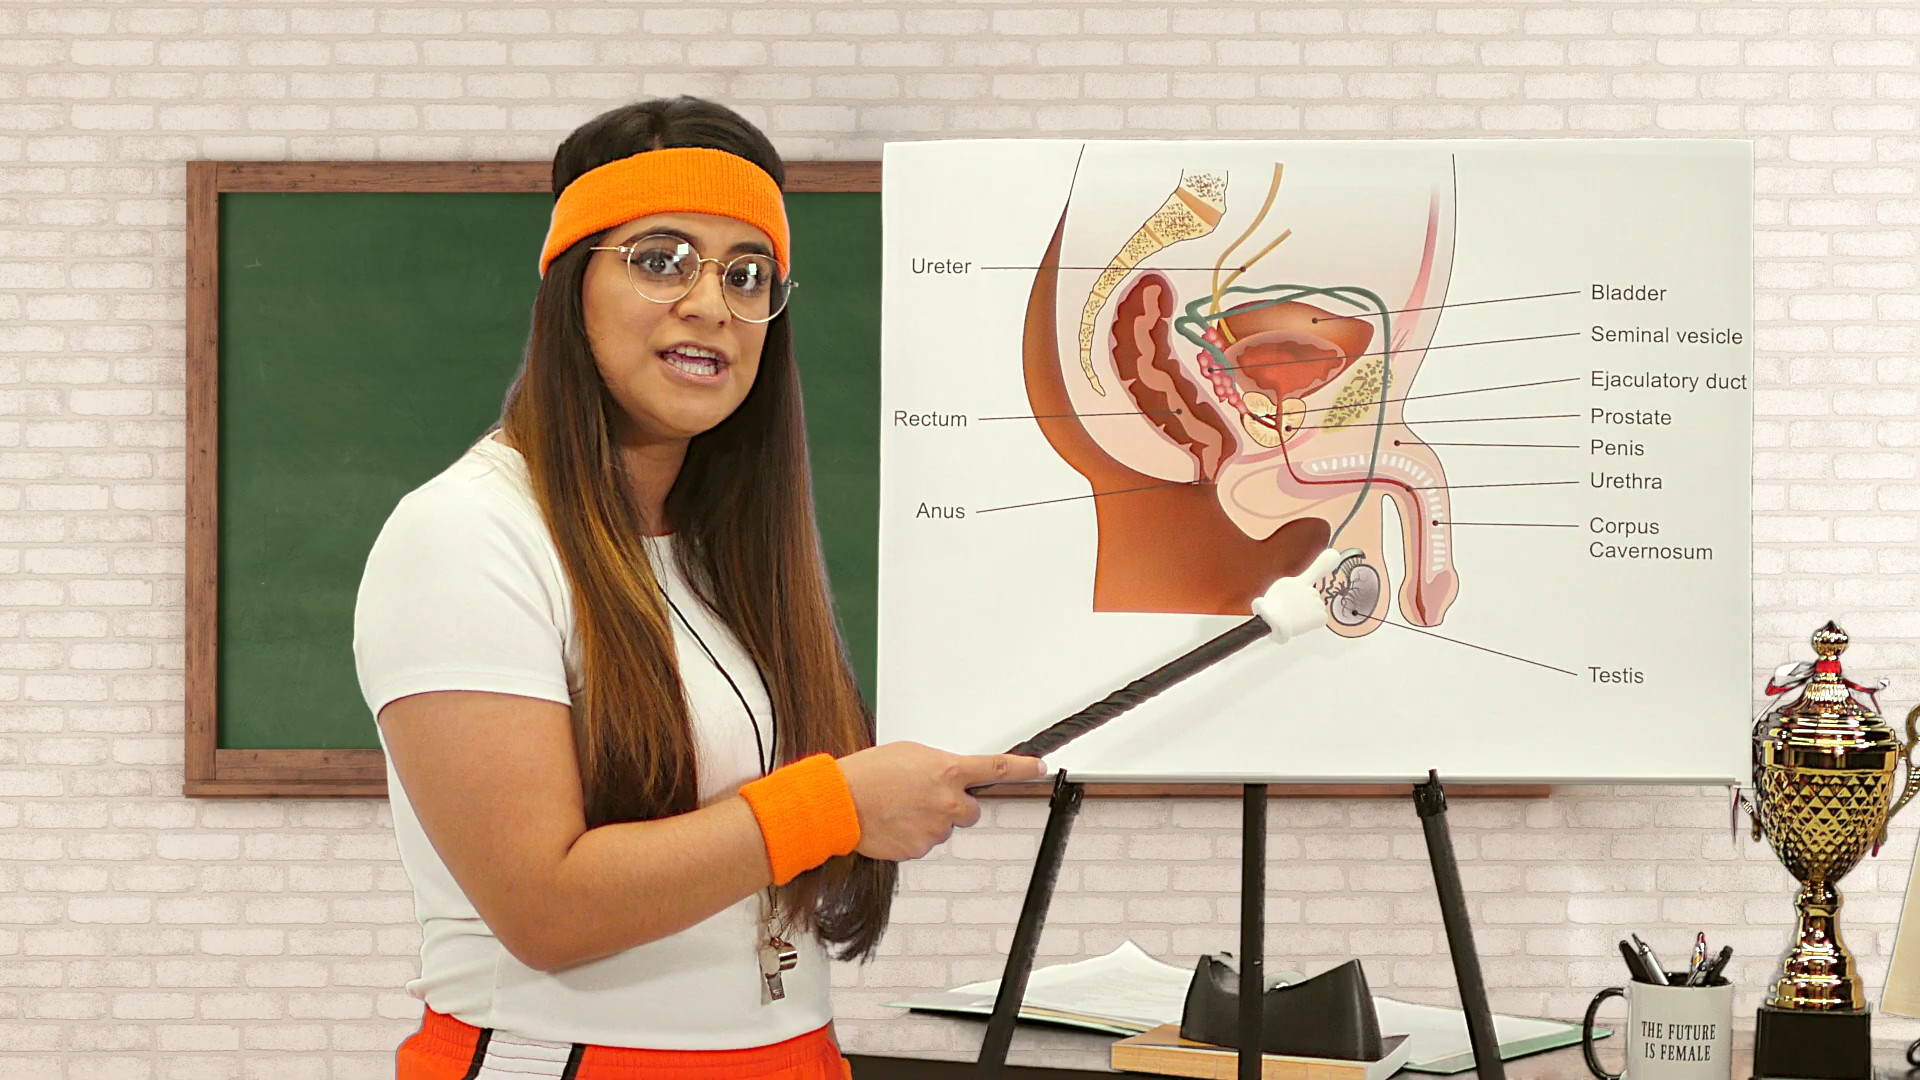 Ureter
Rectum
Anus
Bladder
Seminal vesicle
Ejaculatory duct
Prostate
Penis
Urethra
Corpus
Cavernosum
Testis
THE FUTURE
IS FEMALE